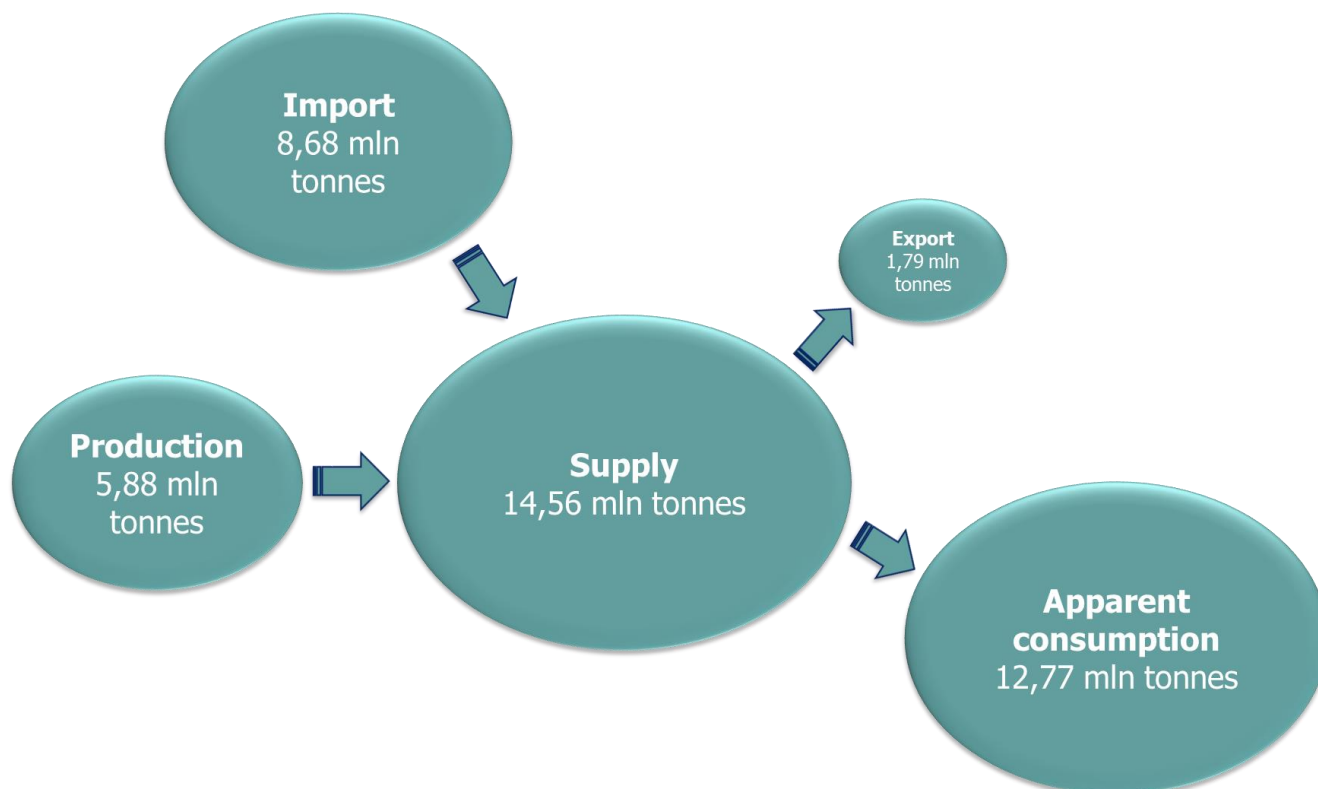 Import
8,68 mln
tonnes
Export
1,79 mln
tonnes
Production
5,88 mln
tonnes
Supply
14,56 mln tonnes
Apparent
consumption
12,77 mln tonnes